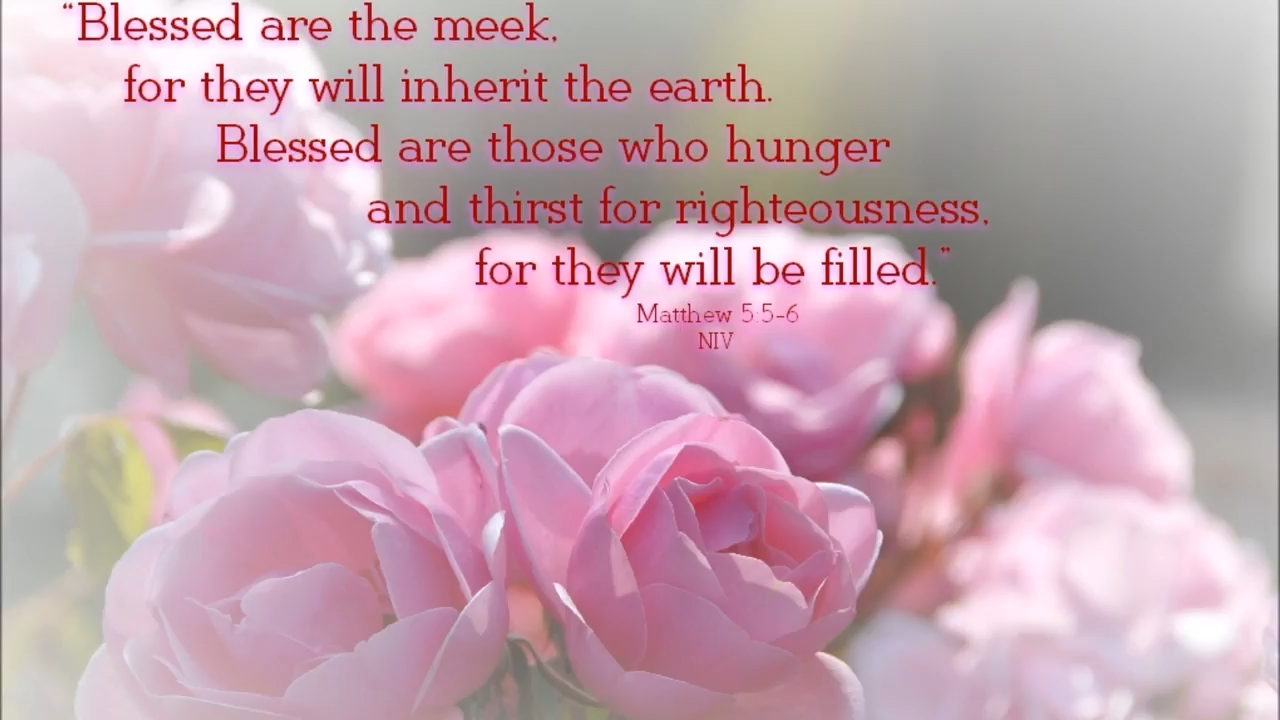 “Blessed are the meek,
for they will inherit the earth.
Blessed are those who hunger
and thirst for righteousness,
for they will be filled.”
Matthew 5:5-6
NIV